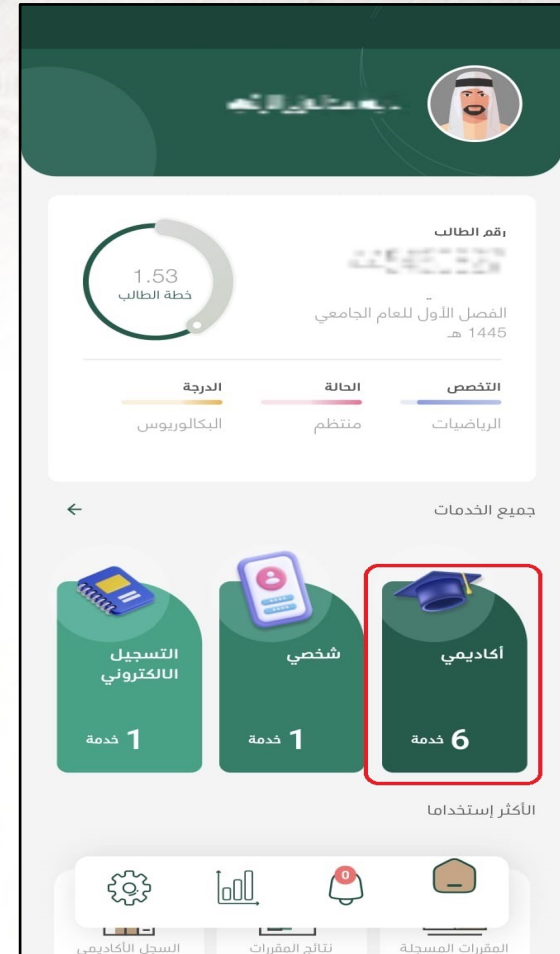 رقم الطالب
1.53
خطة الطالب
الفصل الأول للعام الجامعي
1445 هـ
التخصص الحالة الدرجة
الرياضيات منتظم البكالوريوس
جميع الخدمات
أكاديمي
6 خدمة
شخصي
1 خدمة
التسجيل
الالكتروني
1 خدمة
الأكثر إستخداما
0
المقررات المسجلة نتائج المقررات السجل الأكاديمي